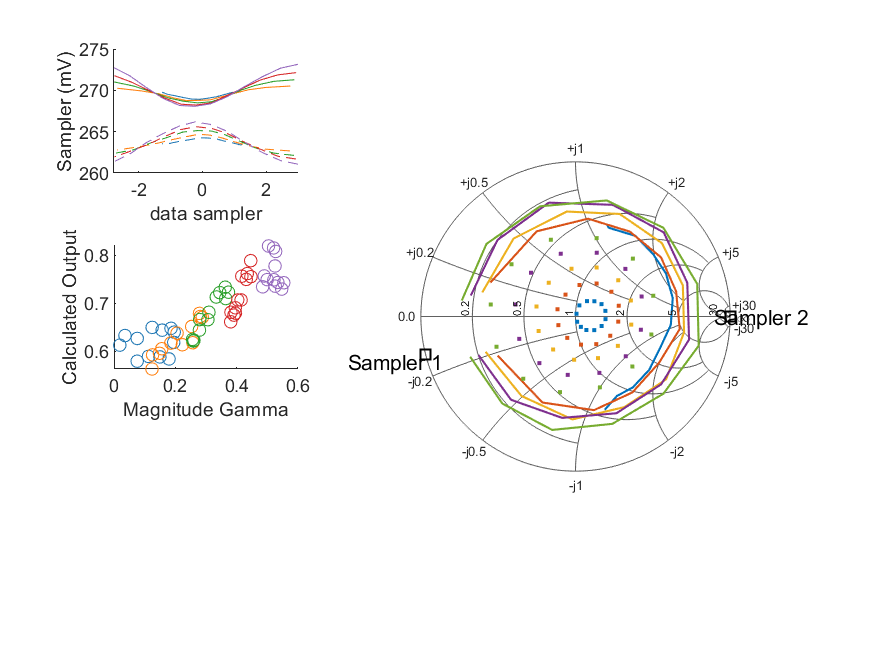 275
270
265
260
Sampler (mV)
-2
0
2
data sampler
0.8
0.7
0.6
Calculated Output
0
0.2
0.4
0.6
Magnitude Gamma
+j1
+j0.5
+j2
+j0.2
+j5
0.0
0.2
0.5
1
2
5
30
+j30
-j30
Sampler 2
Sampler 1
-j0.2
-j5
-j0.5
-j2
-j1